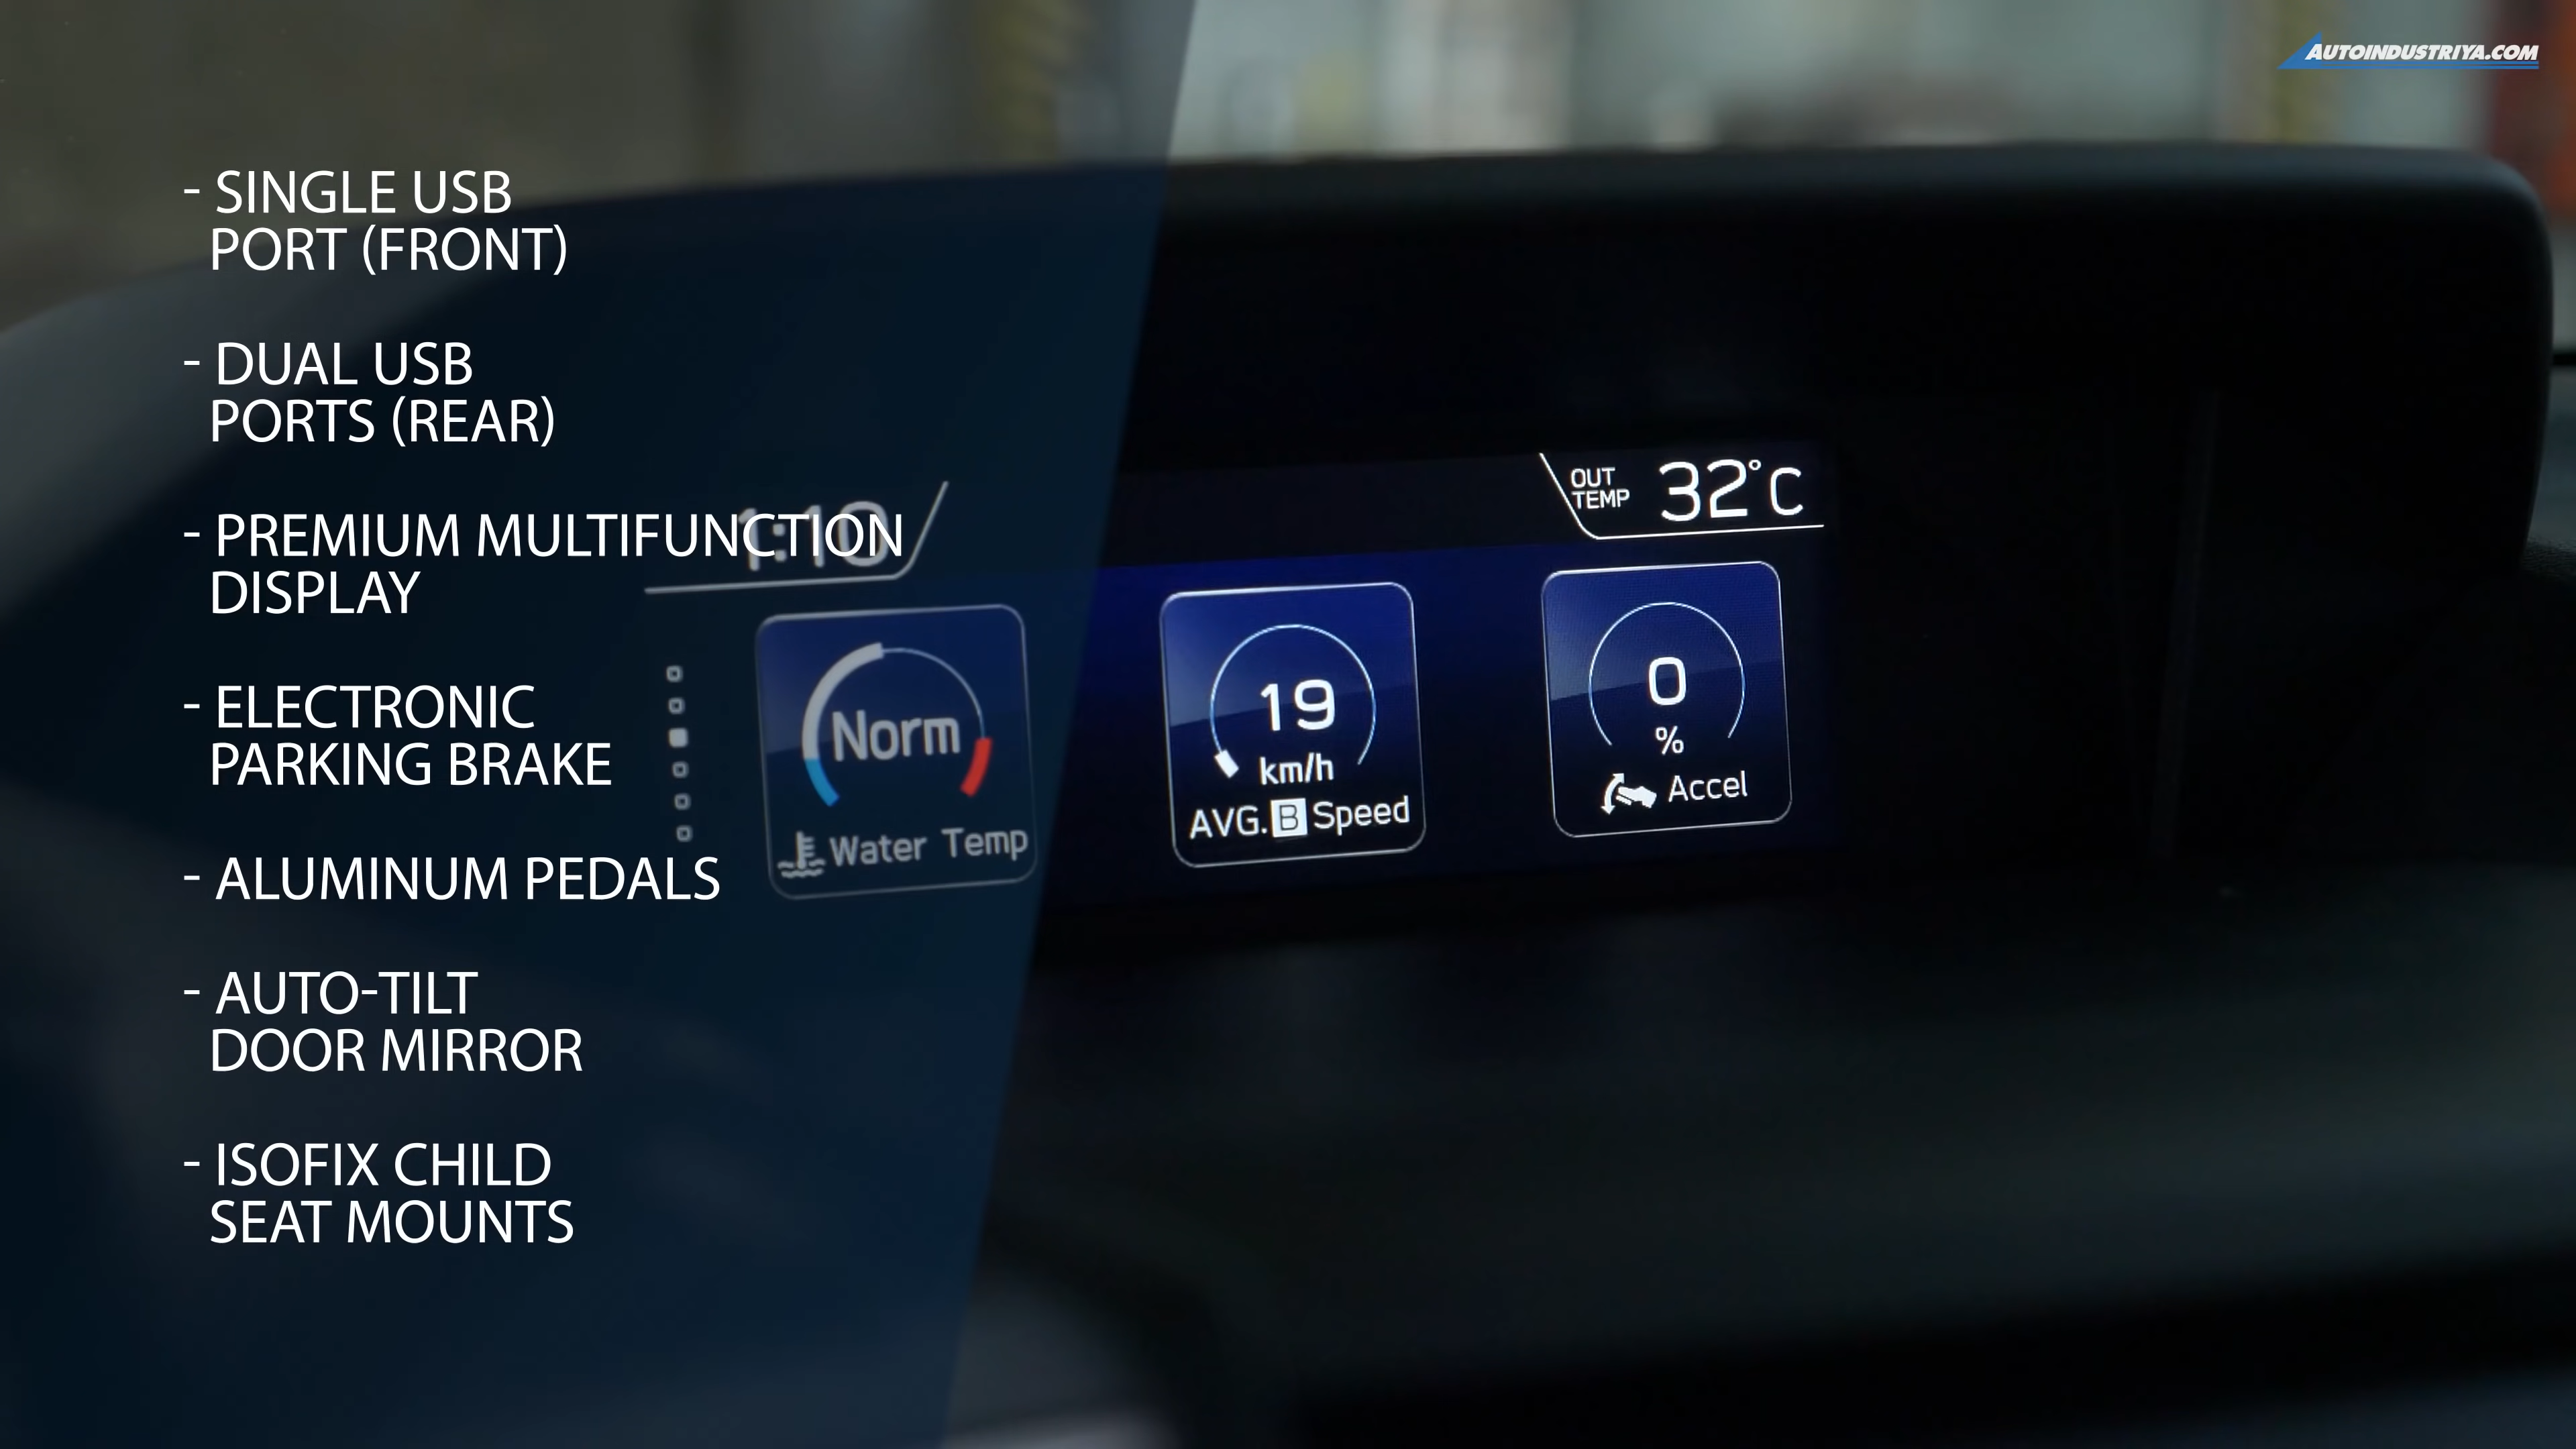 AUTOINDUSTRIYA.COM
- SINGLE USB
PORT (FRONT)
- DUAL USB
PORTS (REAR)
- PREMIUM MULTIFUNCTION
DISPLAY
- ELECTRONIC
PARKING BRAKE
- ALUMINUM PEDALS
- AUTO-TILT
DOOR MIRROR
- ISOFIX CHILD
SEAT MOUNTS
1:10
OUT
TEMP 32°C
Norm
Water Temp
19
km/h
AVG. B Speed
0
%
Accel